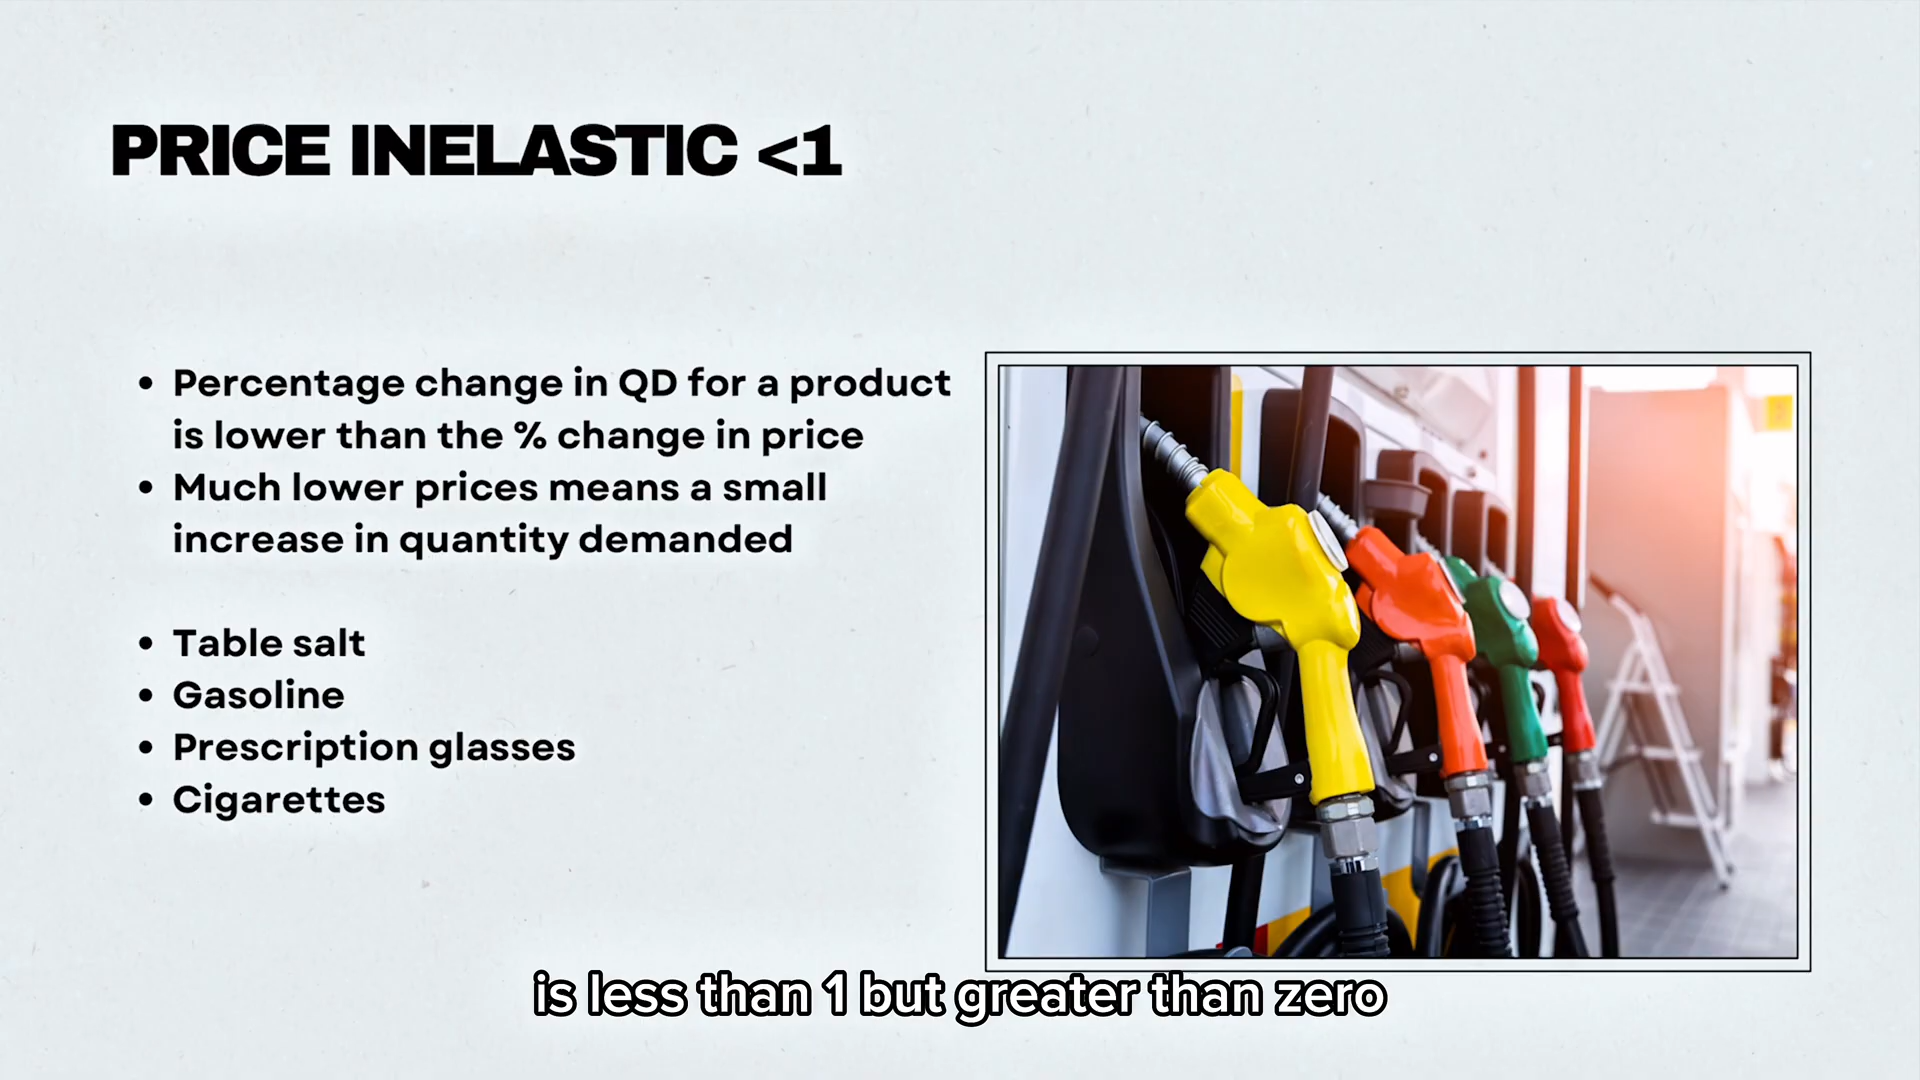 PRICE INELASTIC <1
• Percentage change in QD for a product
is lower than the % change in price
• Much lower prices means a small
increase in quantity demanded
• Table salt
• Gasoline
• Prescription glasses
• Cigarettes
is less than 1 but greater than zero